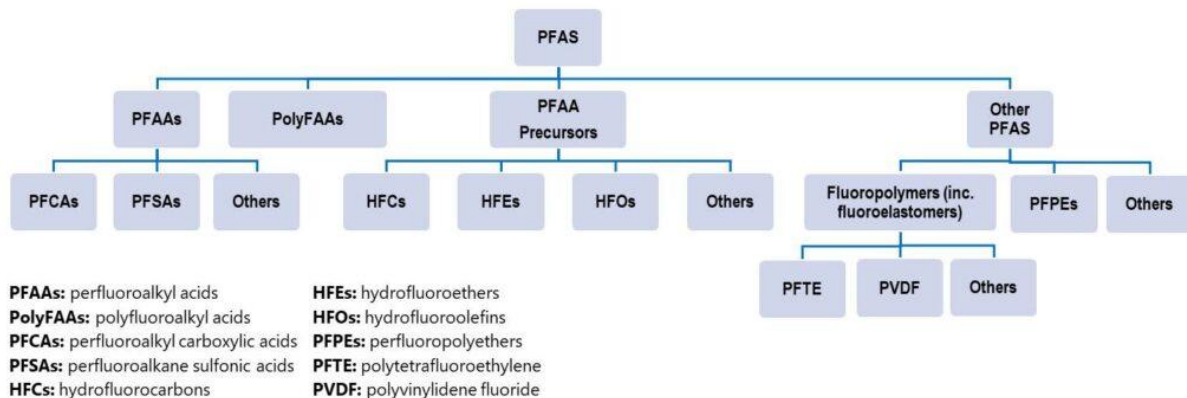 PFAS
PFAAs
PolyFAAs
PFAA
Precursors
Other
PFAS
PFCAs
PFSAs
Others
HFCs
HFEs
HFOs
Others
Fluoropolymers (inc.
fluoroelastomers)
PFPEs
Others
PFTE
PVDF
Others
PFAAs: perfluoroalkyl acids
PolyFAAs: polyfluoroalkyl acids
PFCAs: perfluoroalkyl carboxylic acids
PFSAs: perfluoroalkane sulfonic acids
HFCs: hydrofluorocarbons
HFEs: hydrofluoroethers
HFOs: hydrofluoroolefins
PFPEs: perfluoropolyethers
PFTE: polytetrafluoroethylene
PVDF: polyvinylidene fluoride